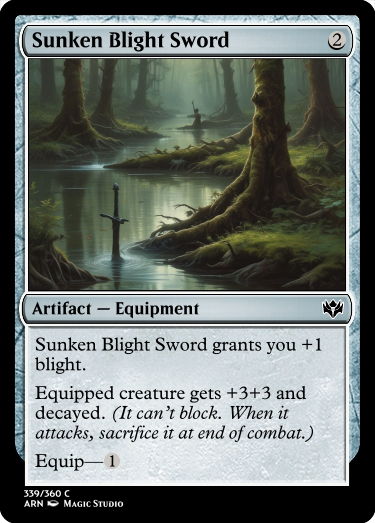 Sunken Blight Sword 2
Artifact — Equipment
Sunken Blight Sword grants you +1
blight.
Equipped creature gets +3+3 and
decayed. (It can't block. When it
attacks, sacrifice it at end of combat.)
Equip—1
339/360 C
ARN Magic Studio